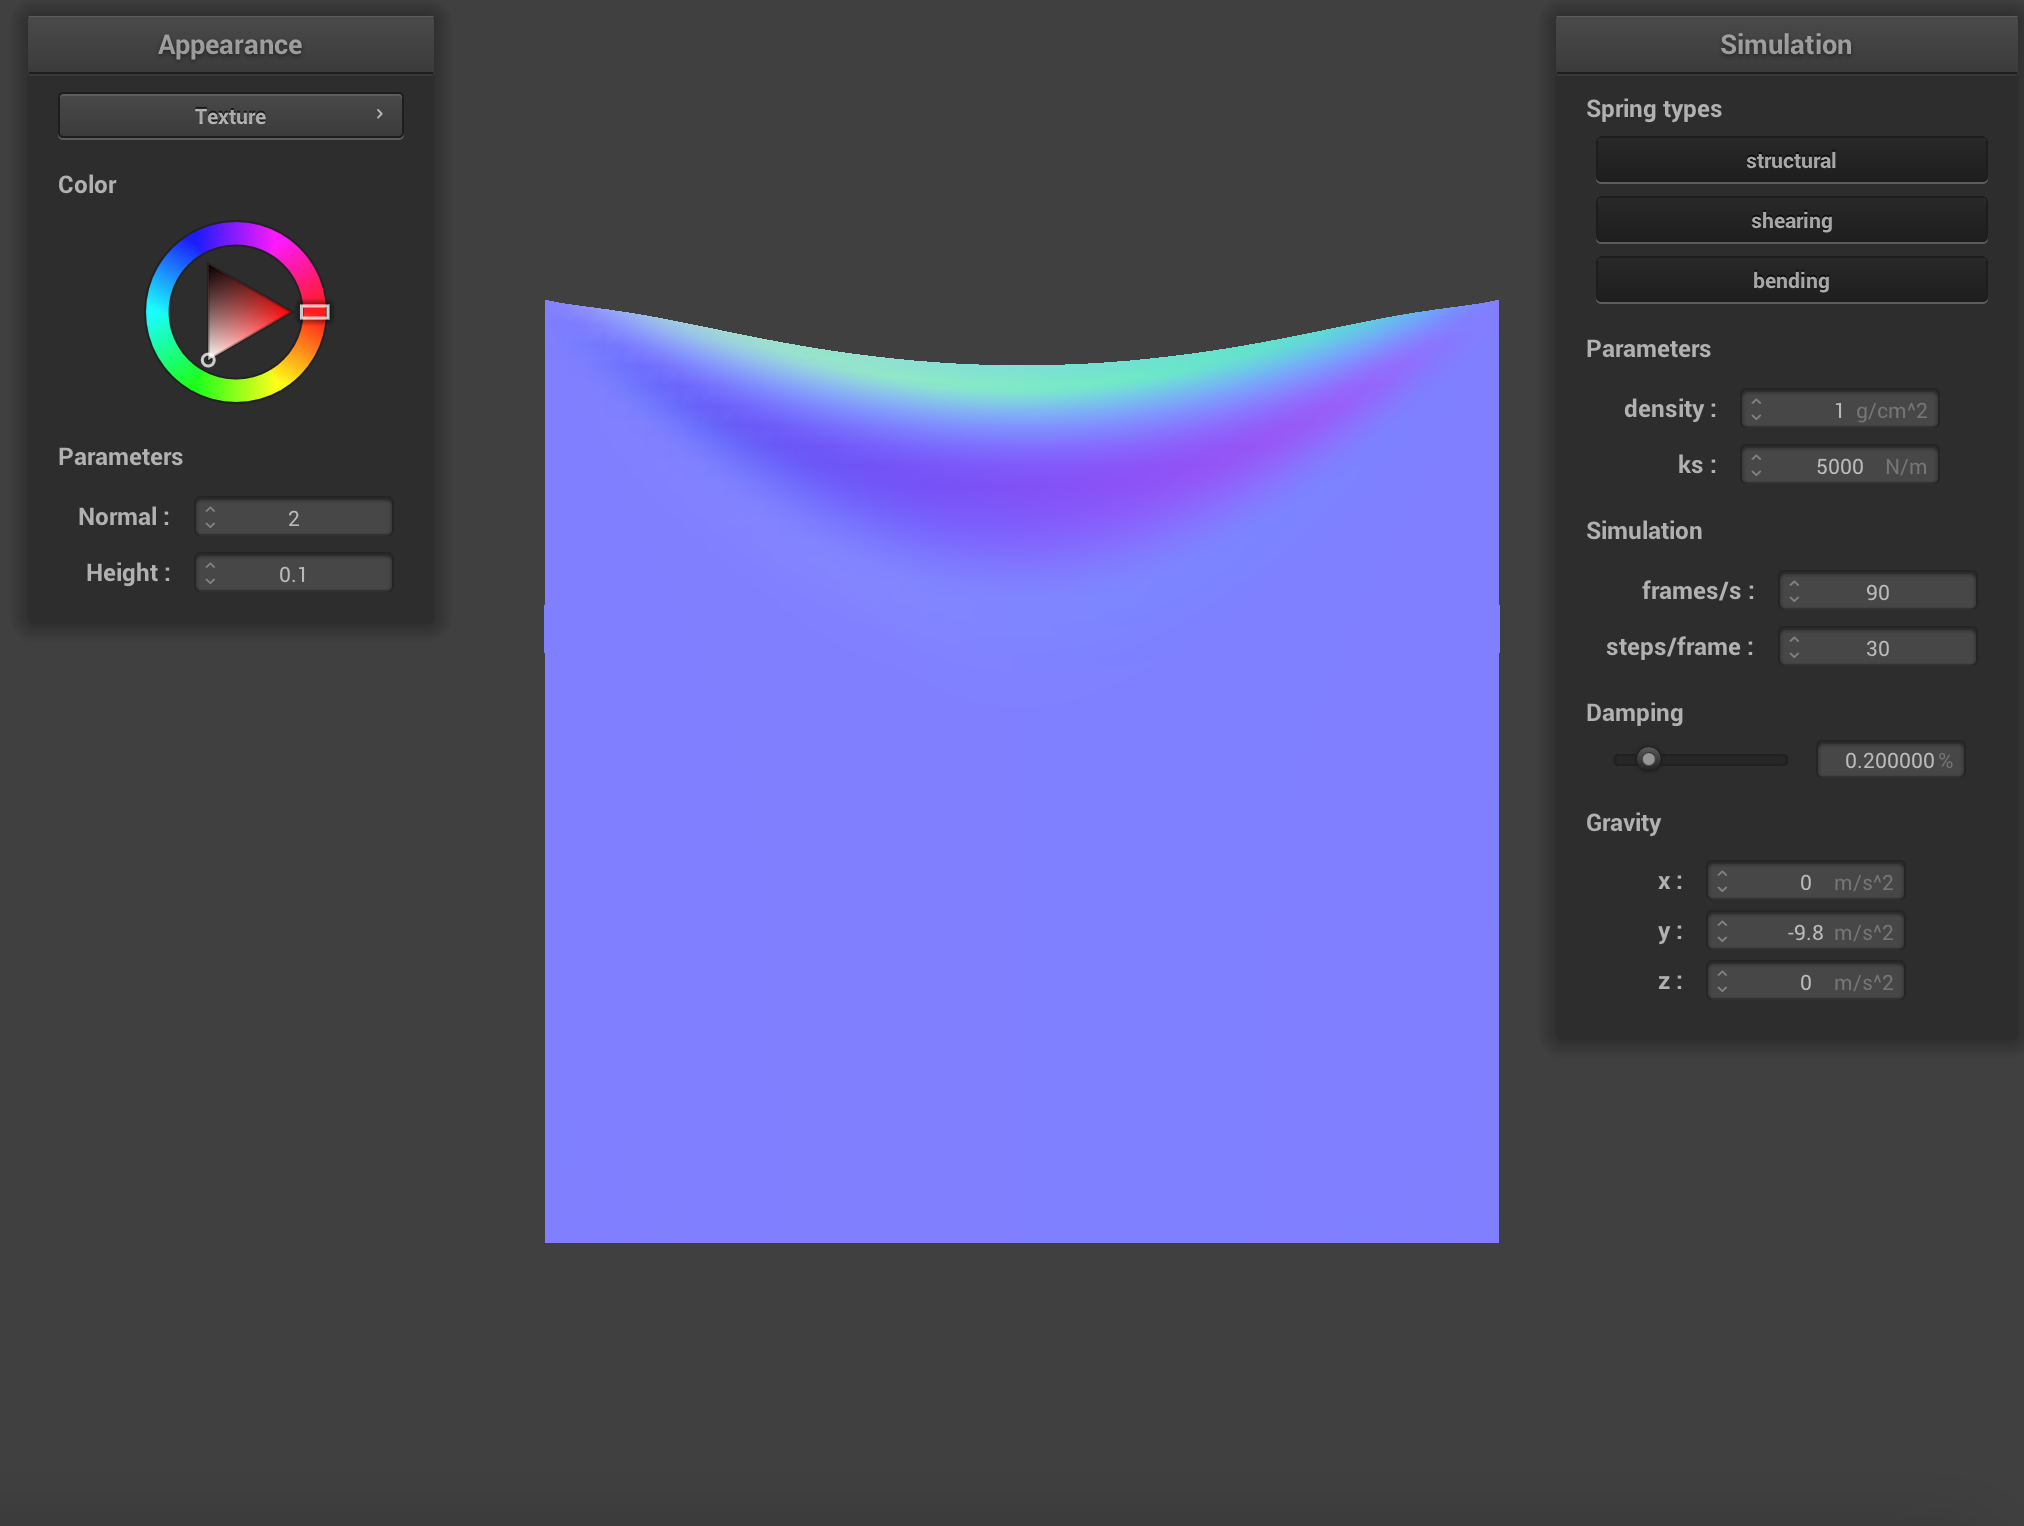 Appearance
Texture
Color
Parameters
Normal : 2
Height : 0.1
Simulation
Spring types
structural
shearing
bending
Parameters
density : 1 g/cm^2
ks : 5000 N/m
Simulation
frames/s : 90
steps/frame : 30
Damping
0.200000 %
Gravity
x : 0 m/s^2
y : -9.8 m/s^2
z : 0 m/s^2